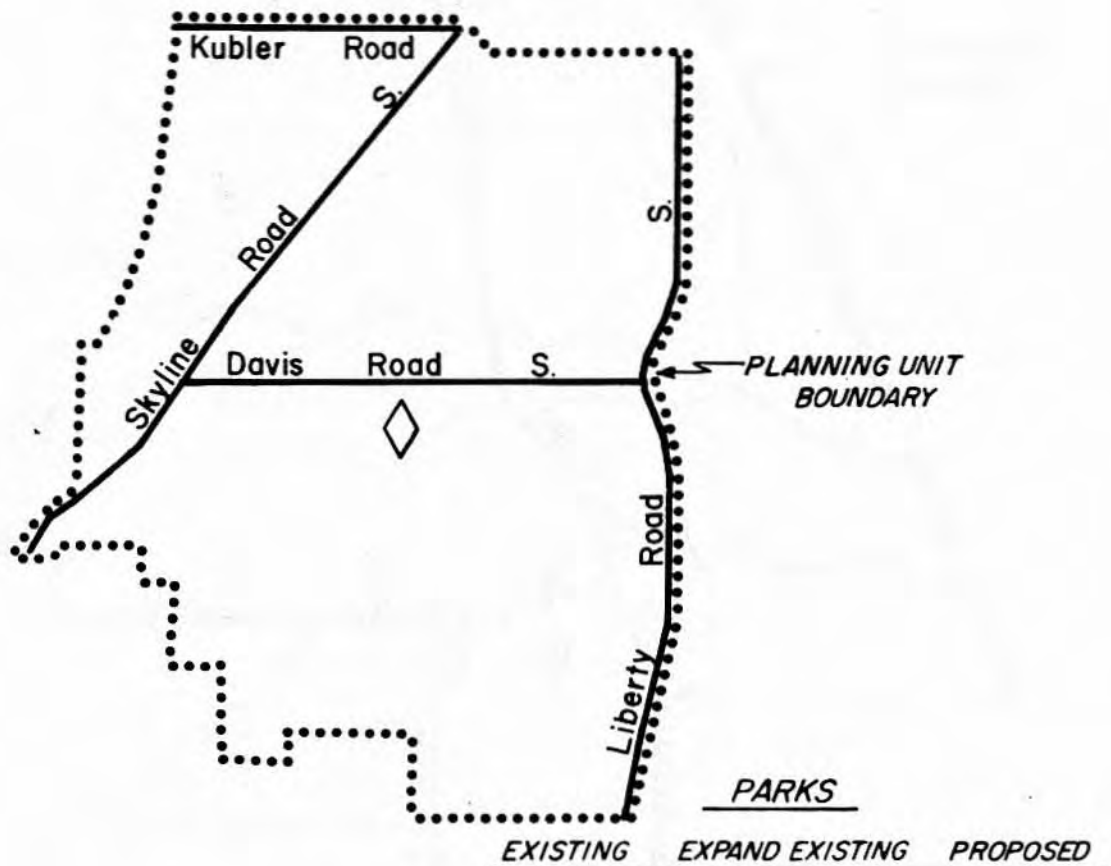 Kubler Road
Skyline Road S.
Davis Road S.
Liberty Road S.
PLANNING UNIT
BOUNDARY
PARKS
EXISTING EXPAND EXISTING PROPOSED